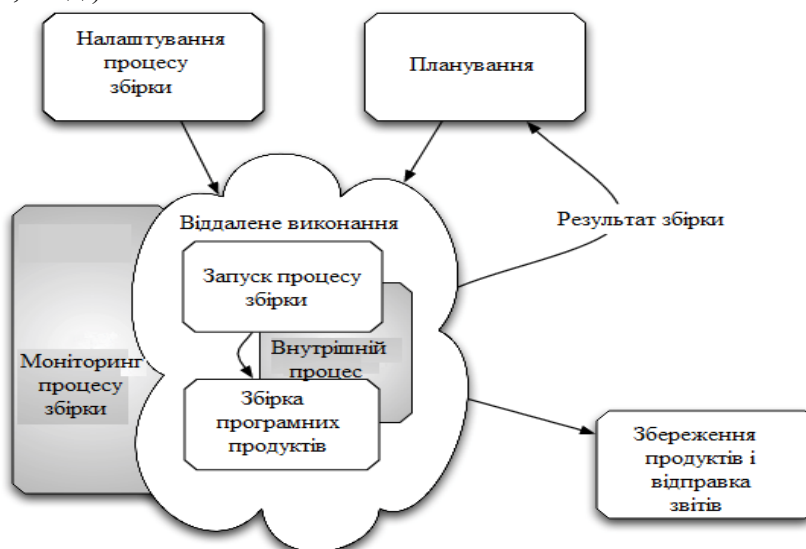 Налаштування
процесу
збірки
Планування
Віддалене виконання
Результат збірки
Запуск процесу
збірки
Моніторинг
процесу
збірки
Внутрішній
процес
Збірка
програмних
продуктів
Збереження
продуктів і
відправка
звітів